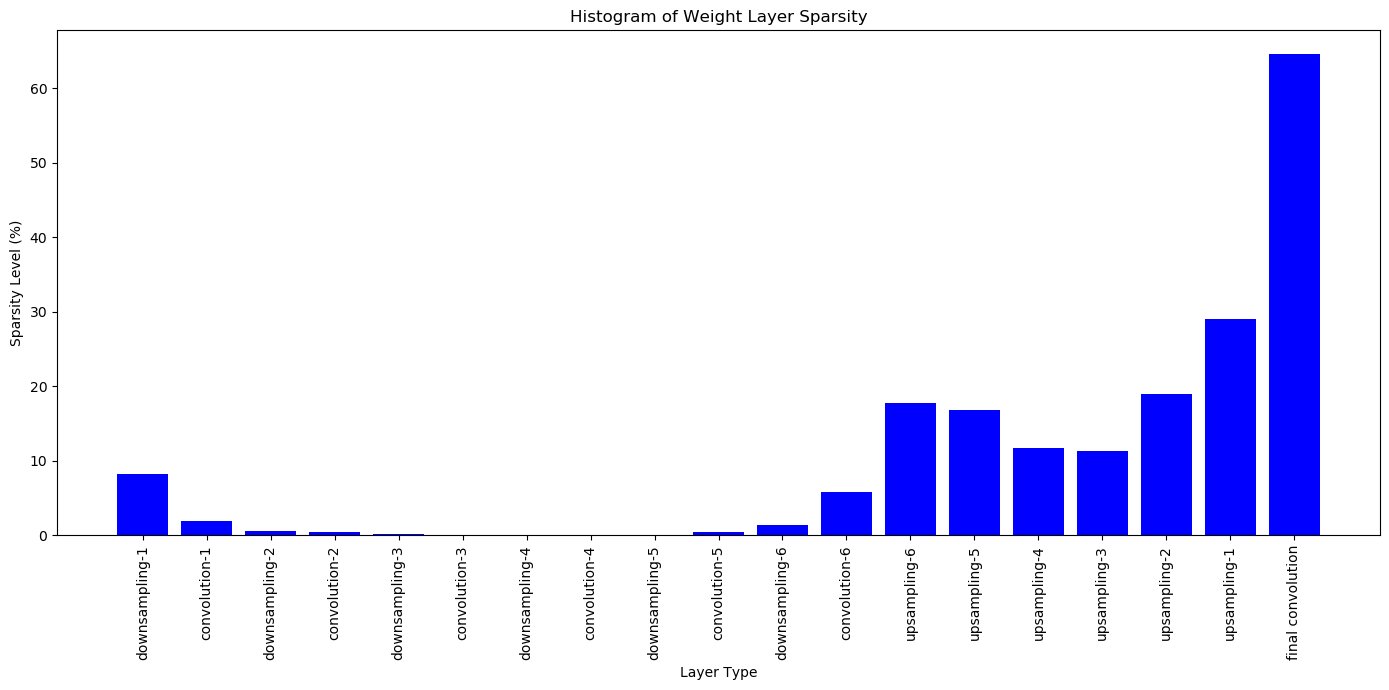 Histogram of Weight Layer Sparsity
Sparsity Level (%)
60
50
40
30
20
10
0
downsampling-1
convolution-1
downsampling-2
convolution-2
downsampling-3
convolution-3
downsampling-4
convolution-4
downsampling-5
convolution-5
downsampling-6
convolution-6
upsampling-6
upsampling-5
upsampling-4
upsampling-3
upsampling-2
upsampling-1
final convolution
Layer Type